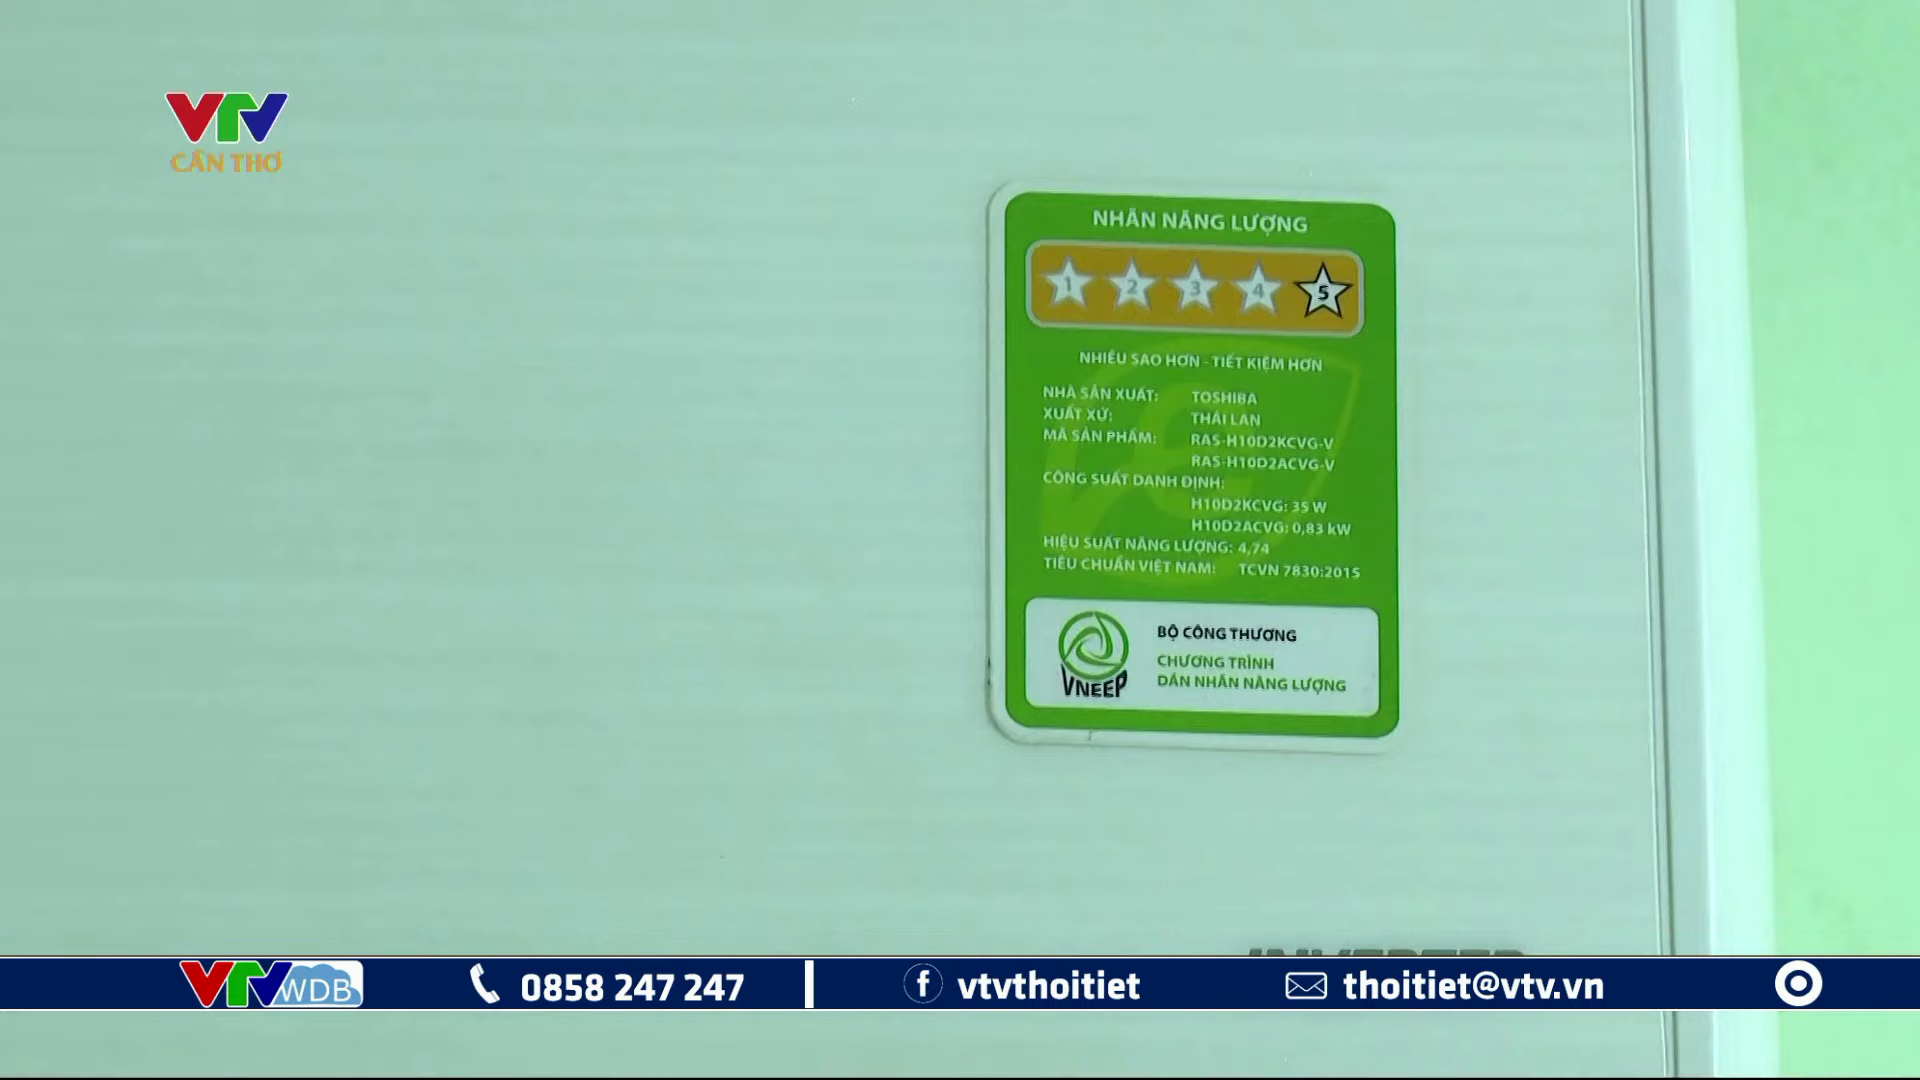 VTV
CẦN THƠ
NHÃN NĂNG LƯỢNG
1 2 3 4 5
NHIỀU SAO HƠN - TIẾT KIỆM HƠN
NHÀ SẢN XUẤT: TOSHIBA
XUẤT XỨ: THÁI LAN
MÃ SẢN PHẨM: RAS-H10D2KCVG-V
RAS-H10D2ACVG-V
CÔNG SUẤT DANH ĐỊNH:
H10D2KCVG: 35 W
H10D2ACVG: 0,83 kW
HIỆU SUẤT NĂNG LƯỢNG: 4,74
TIÊU CHUẨN VIỆT NAM: TCVN 7830:2015
VNEEP
BỘ CÔNG THƯƠNG
CHƯƠNG TRÌNH
DÁN NHÃN NĂNG LƯỢNG
VTV WDB 0858 247 247 vtvthoitiet thoitiet@vtv.vn